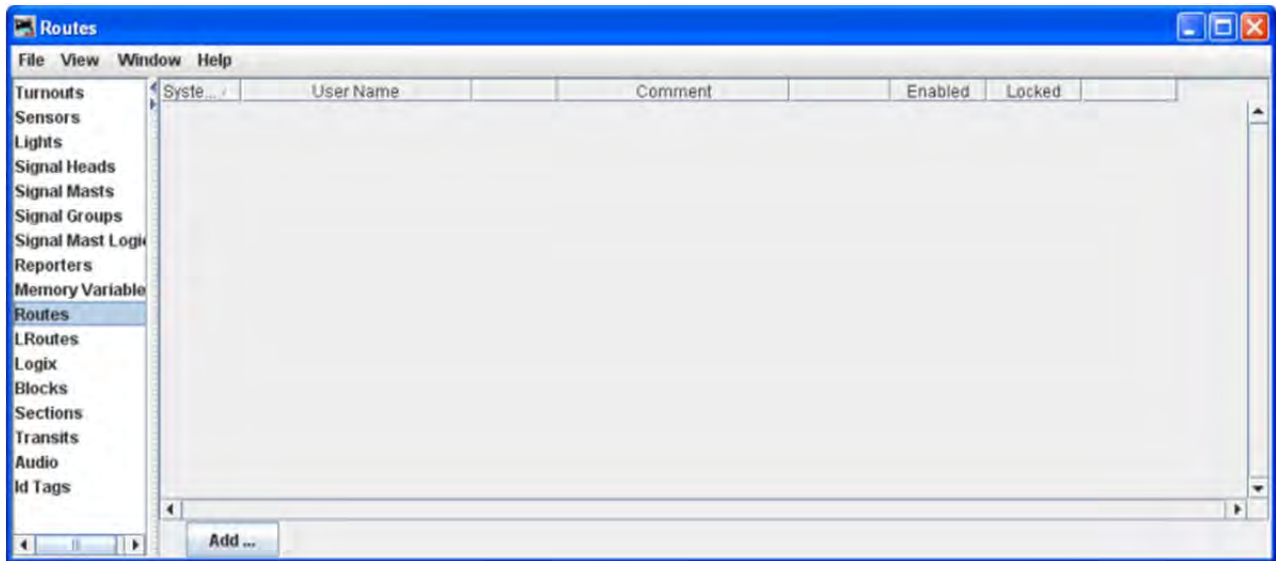 Routes
File View Window Help
Turnouts
Sensors
Lights
Signal Heads
Signal Masts
Signal Groups
Signal Mast Logi
Reporters
Memory Variable
Routes
LRoutes
Logix
Blocks
Sections
Transits
Audio
Id Tags
Syste... User Name Comment Enabled Locked
Add ...